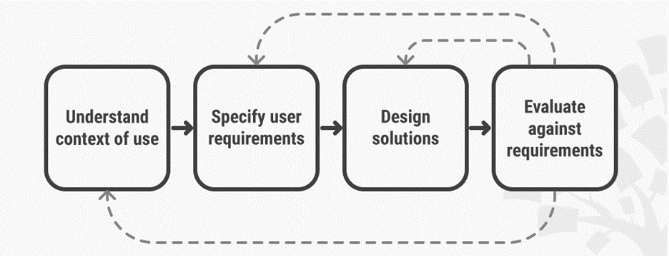 Understand
context of use
Specify user
requirements
Design
solutions
Evaluate
against
requirements